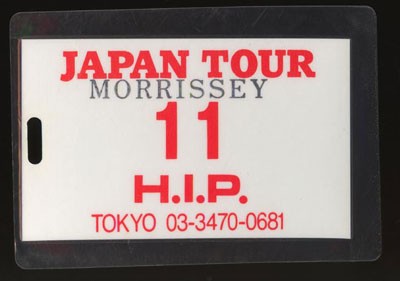 JAPAN TOUR
MORRISSEY
11
H.I.P.
TOKYO 03-3470-0681